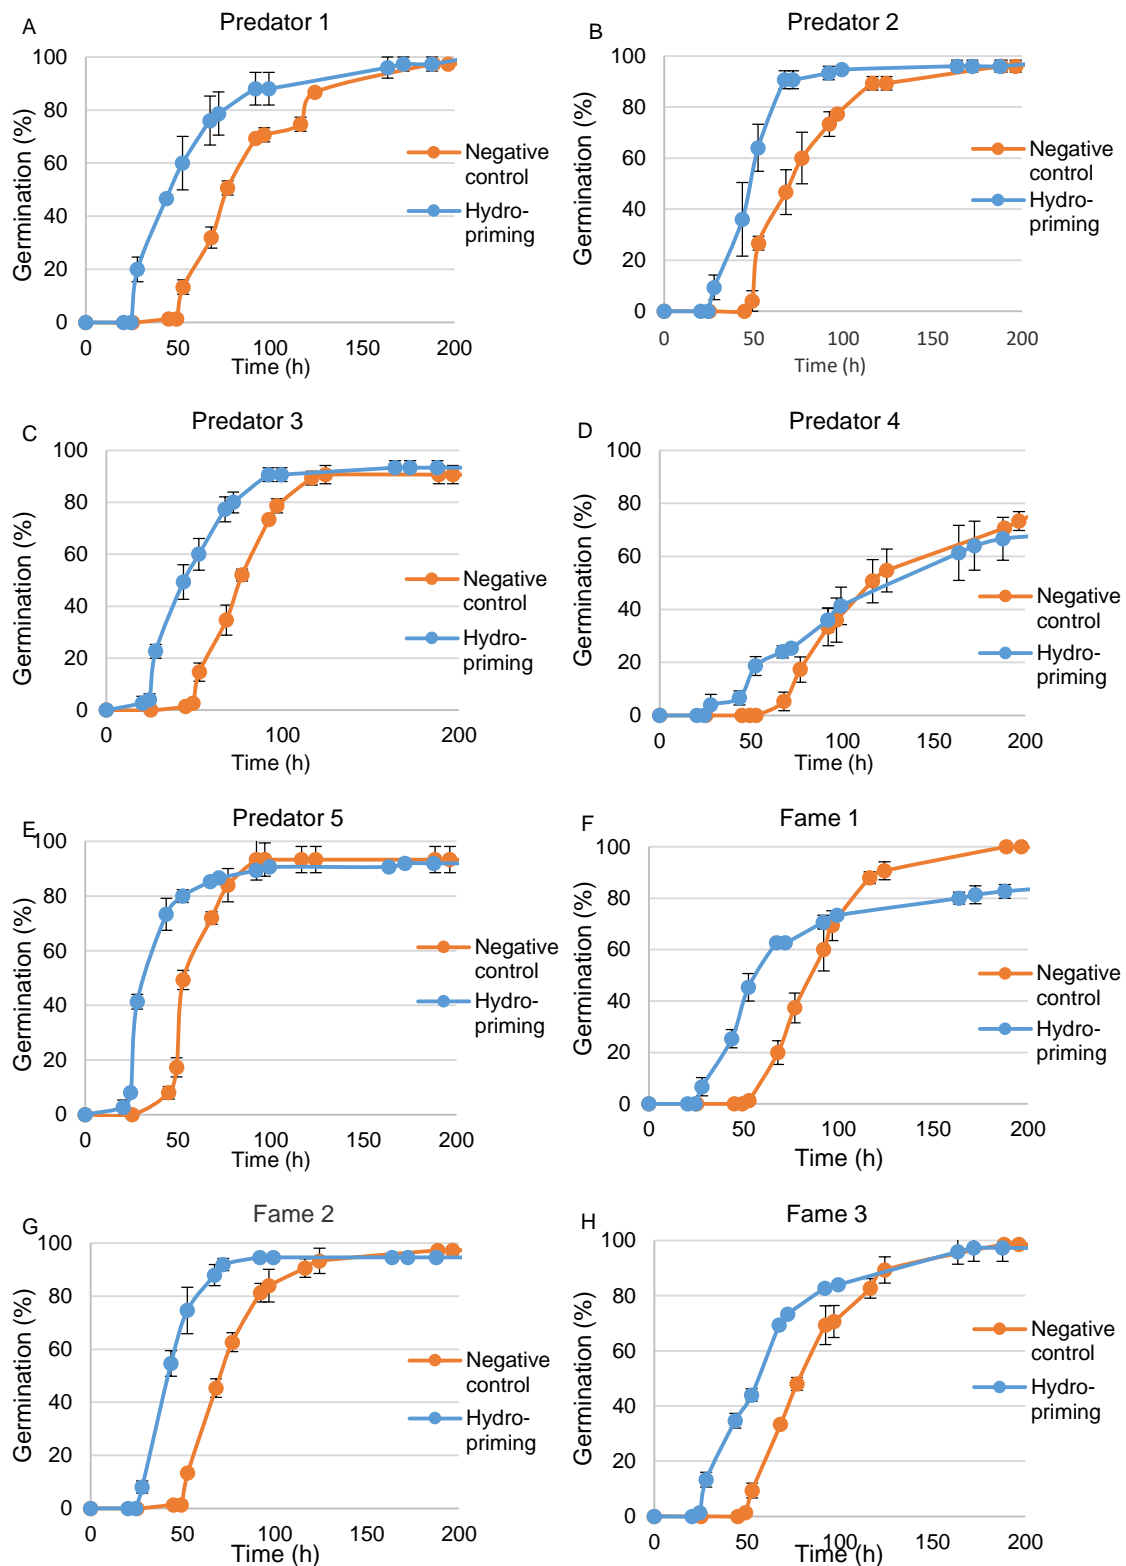 A
Predator 1
100
80
60
40
20
0
Germination (%)
0
50
100
150
200
Time (h)
Negative
control
Hydro-
priming
B
Predator 2
100
80
60
40
20
0
Germination (%)
0
50
100
150
200
Time (h)
Negative
control
Hydro-
priming
C
Predator 3
100
80
60
40
20
0
Germination (%)
0
100
200
Time (h)
Negative
control
Hydro-
priming
D
Predator 4
100
80
60
40
20
0
Germination (%)
0
50
100
150
200
Time (h)
Negative
control
Hydro-
priming
E
Predator 5
100
80
60
40
20
0
Germination (%)
0
50
100
150
200
Time (h)
Negative
control
Hydro-
priming
F
Fame 1
100
80
60
40
20
0
Germination (%)
0
50
100
150
200
Time (h)
Negative
control
Hydro-
priming
G
Fame 2
100
80
60
40
20
0
Germination (%)
0
50
100
150
200
Time (h)
Negative
control
Hydro-
priming
H
Fame 3
100
80
60
40
20
0
Germination (%)
0
50
100
150
200
Time (h)
Negative
control
Hydro-
priming